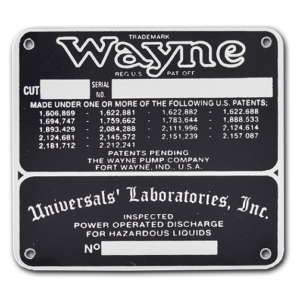 TRADEMARK
Wayne
REG U.S. PAT OFF.
CUT SERIAL NO.
MADE UNDER ONE OR MORE OF THE FOLLOWING U.S. PATENTS;
1,606,869 - 1,622,881 - 1,622,882 - 1,622,688
1,694,747 - 1,759,662 - 1,783,644 - 1,888,533
1,893,429 - 2,084,288 - 2,111,996 - 2,124,614
2,124,681 - 2,145,572 - 2,151,239 - 2,157,087
2,181,712 - 2,212,241
PATENTS PENDING
THE WAYNE PUMP COMPANY
FORT WAYNE, IND., U.S.A.
Universals' Laboratories, Inc.
INSPECTED
POWER OPERATED DISCHARGE
FOR HAZARDOUS LIQUIDS
No